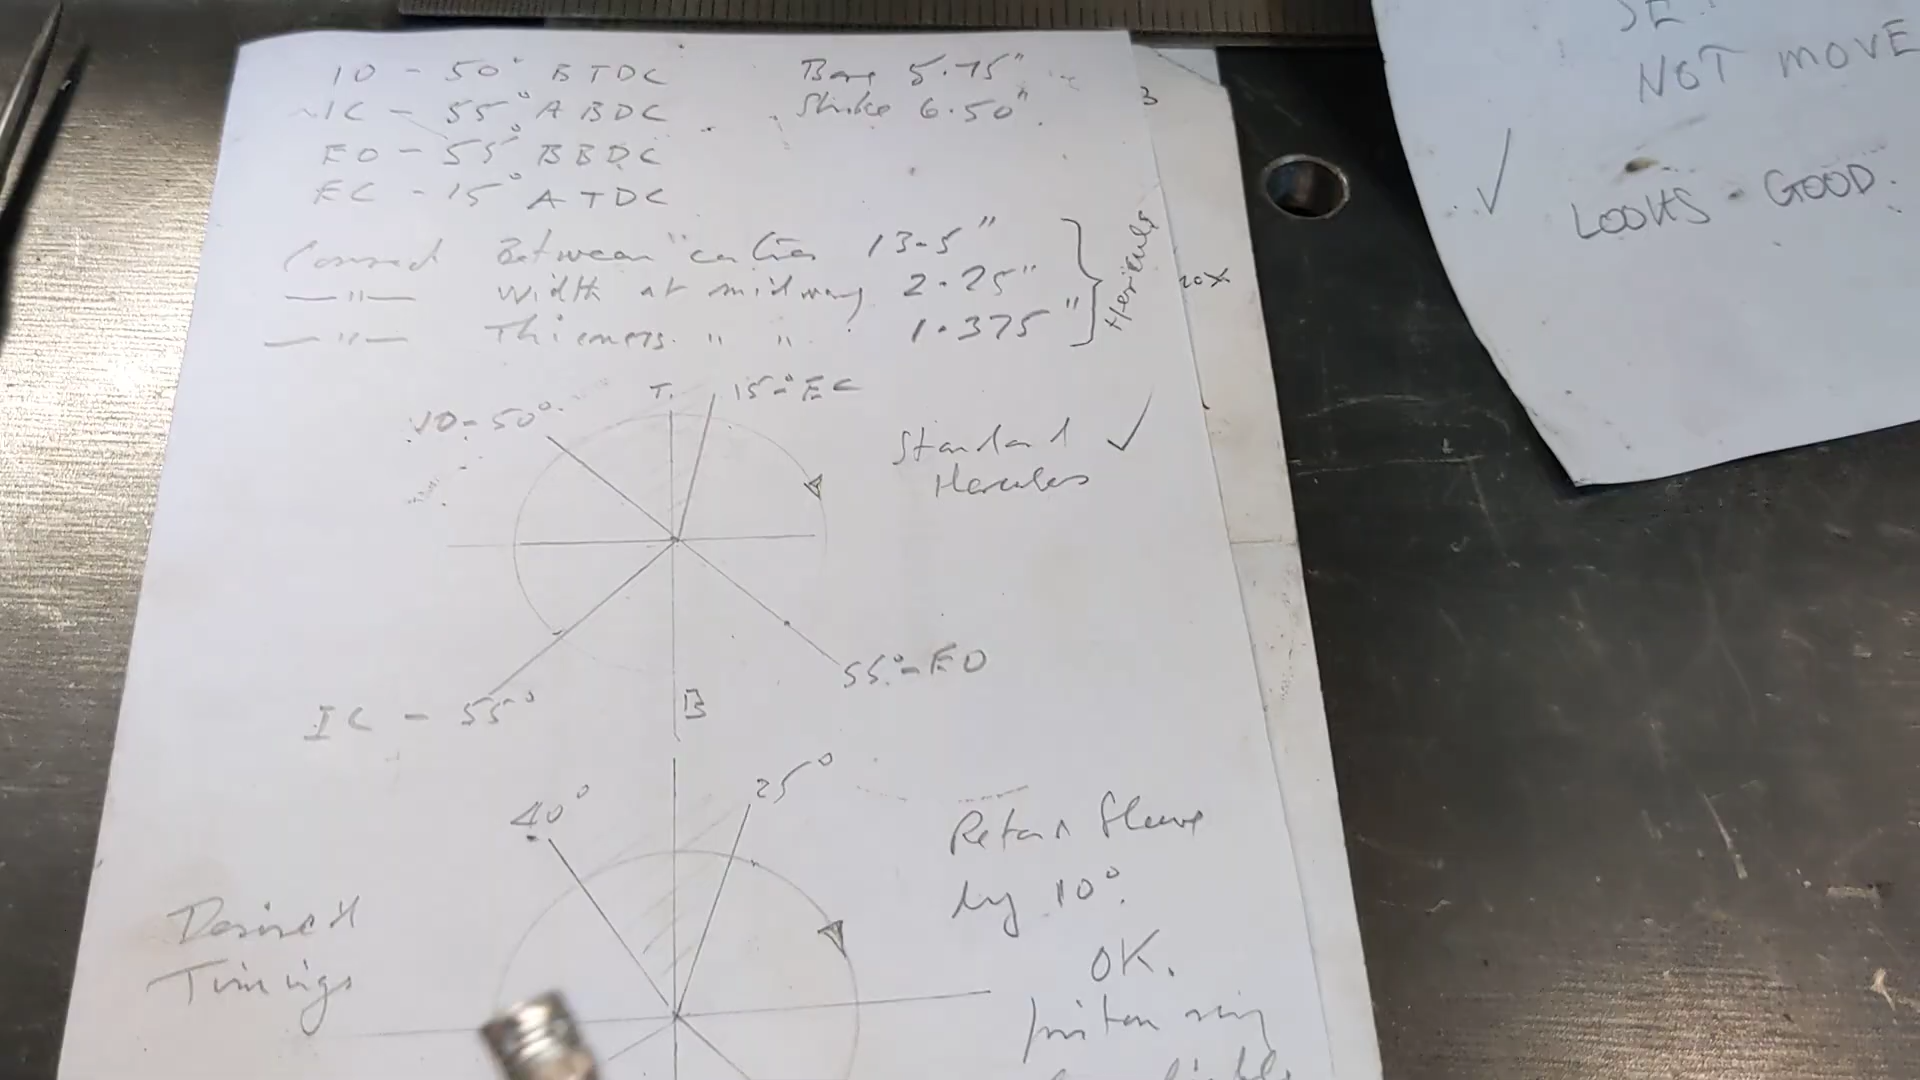 IO - 50° BTDC Bore 5.75"
IC - 55° ABDC Stroke 6.50"
EO - 55° BBDC
EC - 15° ATDC
Conrod Between centres 13.5"
—"— Width at midway 2.25"
—"— Thickness " " 1.375"
Hercules
T.
15° EC
IO - 50°
Standard ✓
Hercules
55° - EO
IC - 55°
B
40°
25°
Retard Sleeve
by 10°.
OK.
Desired
Timings
piston ring
NOT MOVE
✓
LOOKS GOOD.